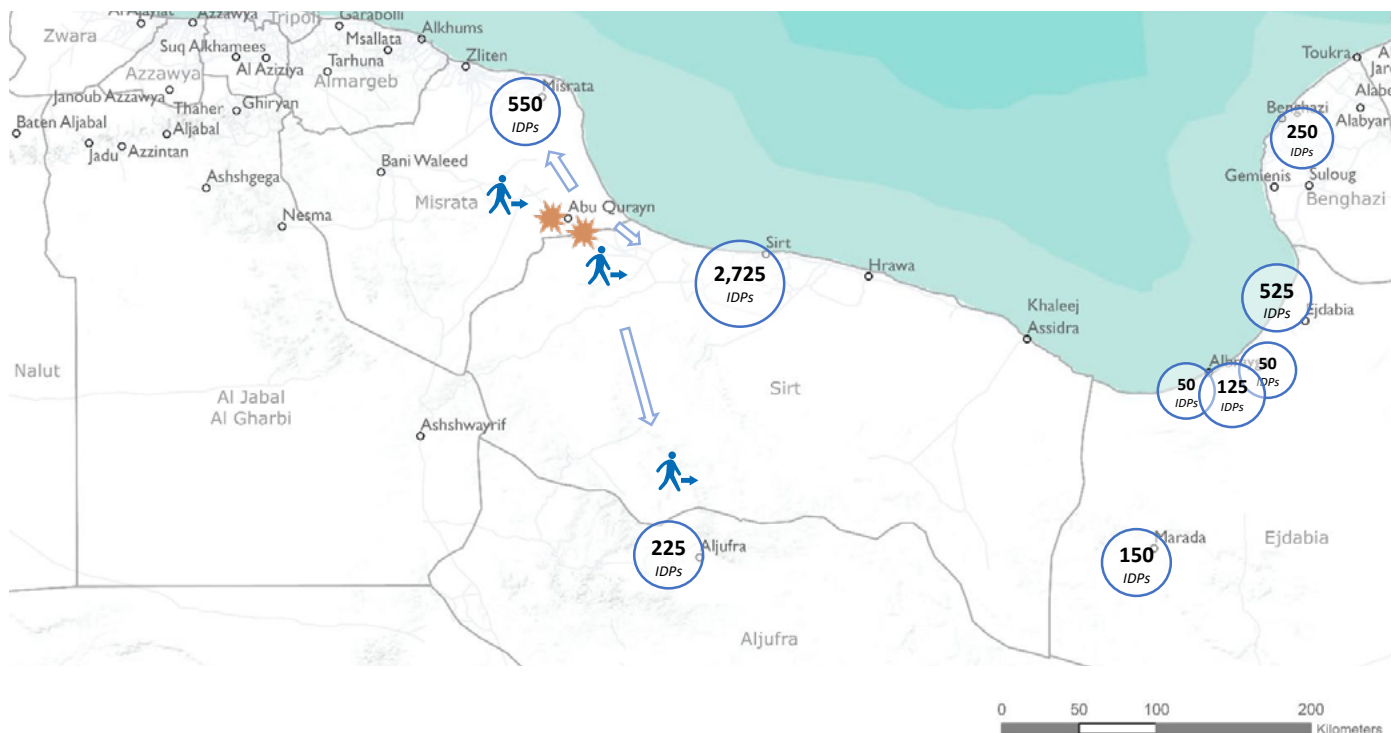 Tripoli
Azzawya
Garabolli
Zwara
Msallata
Alkhums
Suq Alkhamees
Al Aziziya
Tarhuna
Almargeb
Zliten
Toukra
Azzawya
Janoub Azzawya
Thaher
Aljabal
Ghiryan
Misrata
550
IDPs
Benghazi
250
IDPs
Baten Aljabal
Jadu
Azzintan
Bani Waleed
Ashshgega
Misrata
Abu Qurayn
Gemienis
Suloug
Benghazi
Nesma
Sirt
2,725
IDPs
Hrawa
525
IDPs
Ejdabia
Khaleej
Assidra
Nalut
Al Jabal
Al Gharbi
Sirt
50
IDPs
125
IDPs
50
IDPs
Ashshwayrif
225
IDPs
Aljufra
Marada
150
IDPs
Ejdabia
Aljufra
0 50 100 200
Kilometers